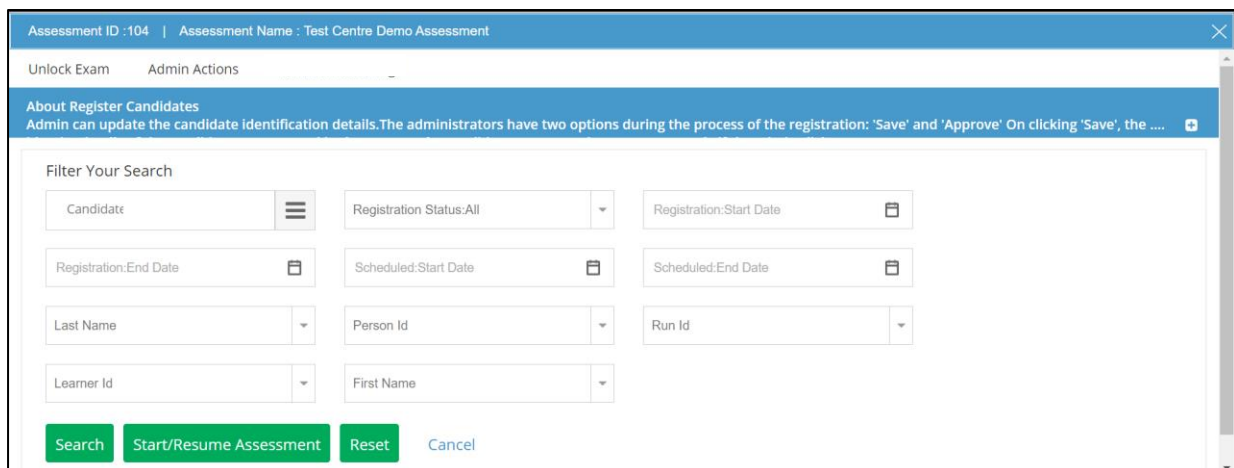 Assessment ID :104 | Assessment Name : Test Centre Demo Assessment
Unlock Exam Admin Actions
About Register Candidates
Admin can update the candidate identification details.The administrators have two options during the process of the registration: 'Save' and 'Approve' On clicking 'Save', the ....
Filter Your Search
Candidate Registration Status:All Registration:Start Date
Registration:End Date Scheduled:Start Date Scheduled:End Date
Last Name Person Id Run Id
Learner Id First Name
Search Start/Resume Assessment Reset Cancel